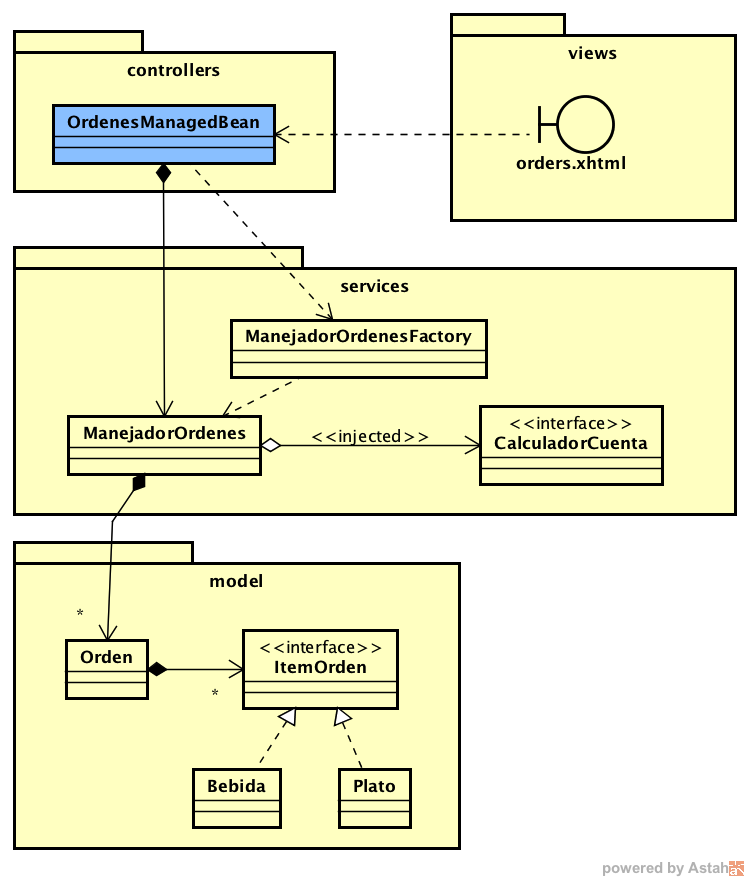 controllers
views
OrdenesManagedBean
orders.xhtml
services
ManejadorOrdenesFactory
ManejadorOrdenes
<<injected>>
<<interface>>
CalculadorCuenta
model
*
Orden
<<interface>>
ItemOrden
*
Bebida
Plato
powered by Astah